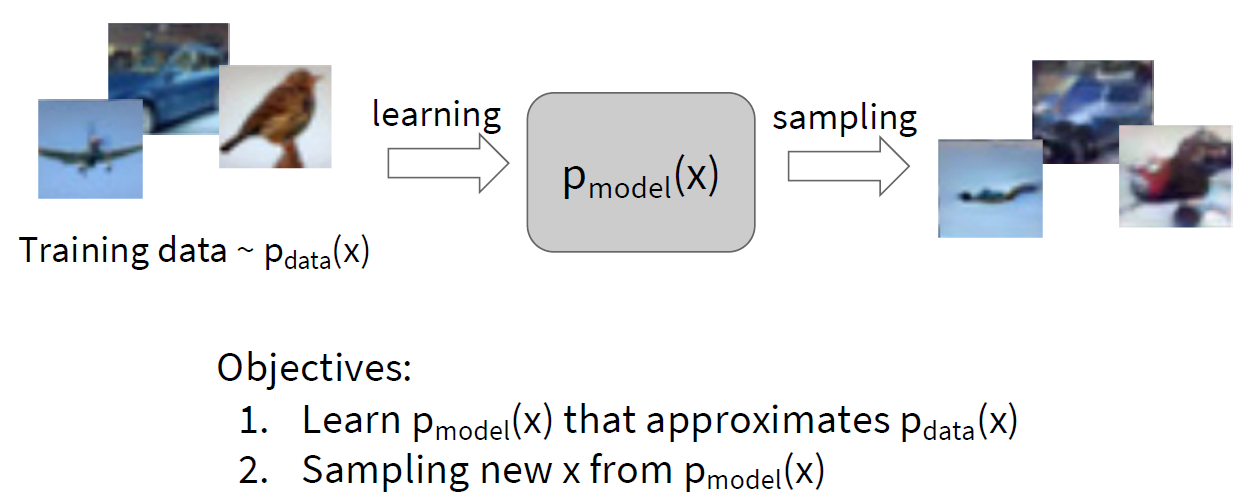 learning
sampling
pmodel(x)
Training data ~ pdata(x)
Objectives:
1. Learn pmodel(x) that approximates pdata(x)
2. Sampling new x from pmodel(x)